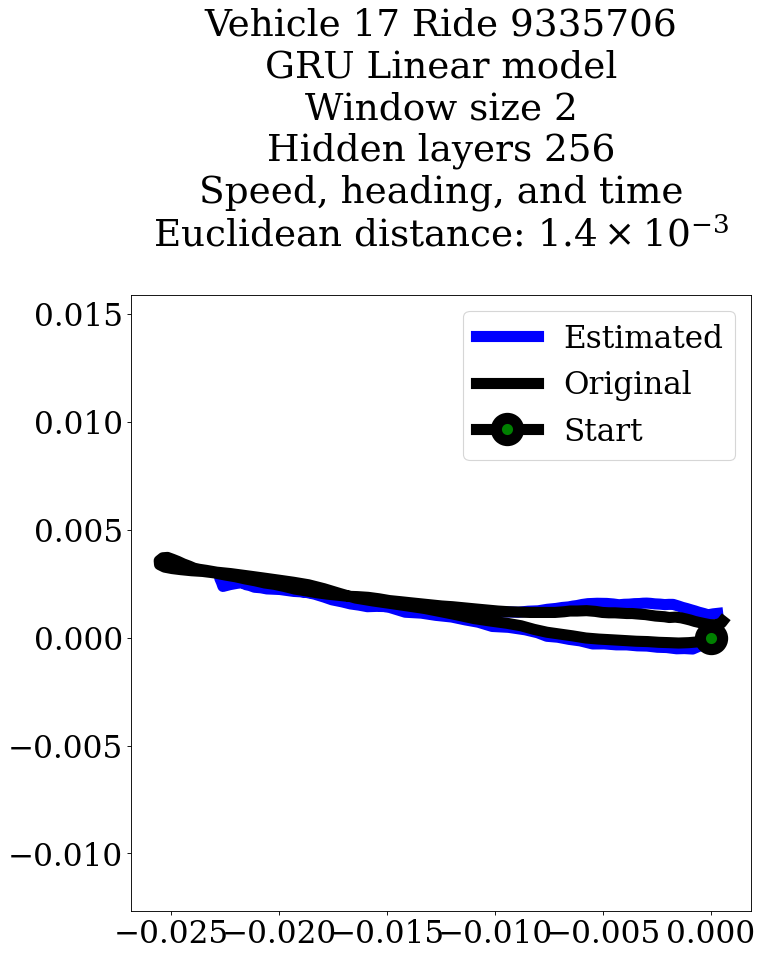 Vehicle 17 Ride 9335706
GRU Linear model
Window size 2
Hidden layers 256
Speed, heading, and time
Euclidean distance: 1.4 × 10⁻³
Estimated
Original
Start
0.015
0.010
0.005
0.000
−0.005
−0.010
−0.025 −0.020 −0.015 −0.010 −0.005 0.000